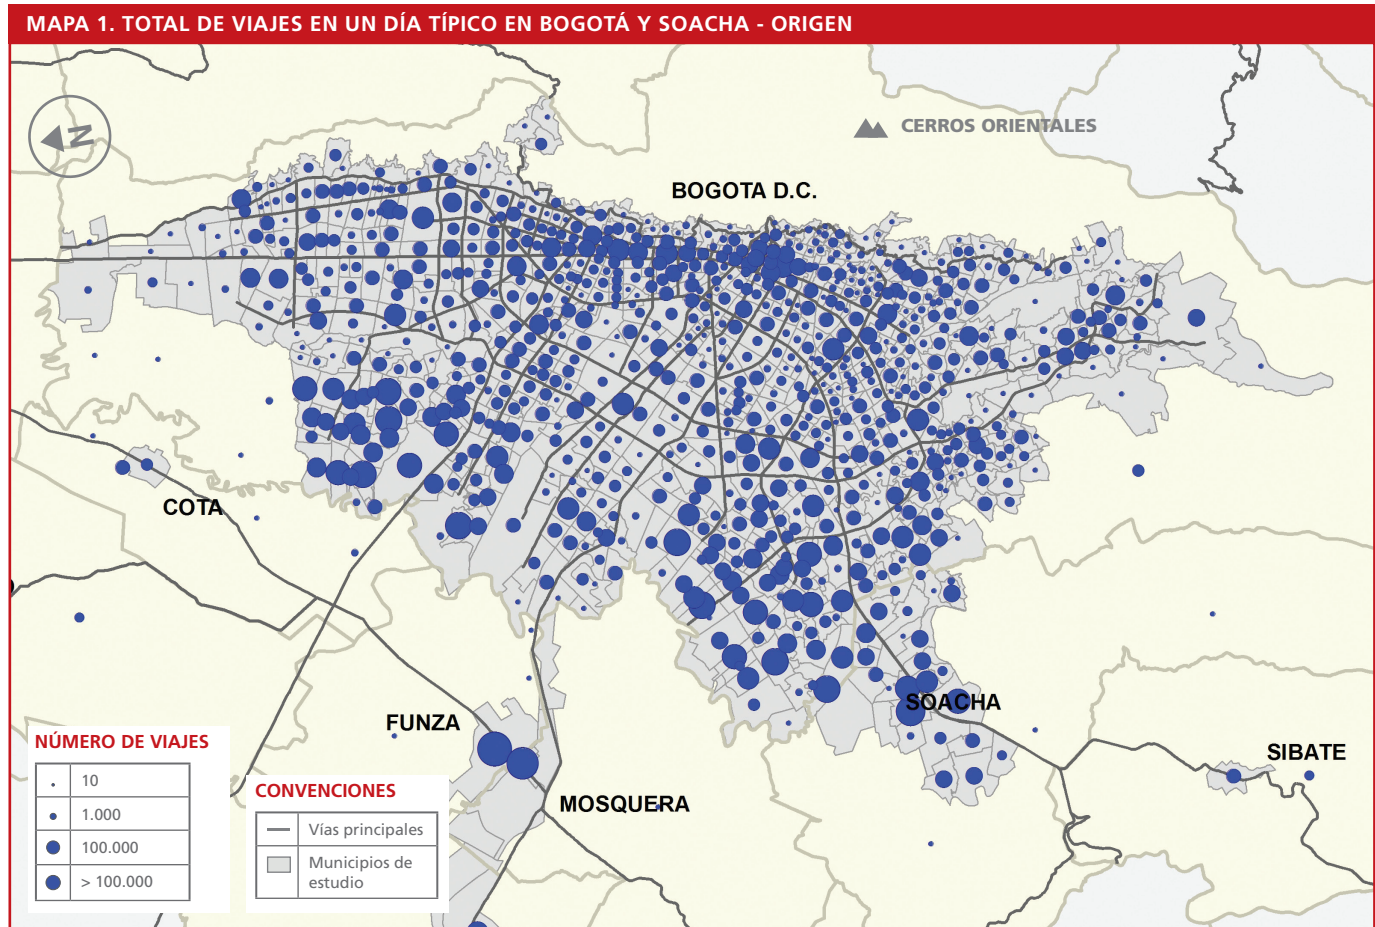 MAPA 1. TOTAL DE VIAJES EN UN DÍA TÍPICO EN BOGOTÁ Y SOACHA - ORIGEN
N
CERROS ORIENTALES
BOGOTA D.C.
COTA
FUNZA
SOACHA
MOSQUERA
SIBATE
NÚMERO DE VIAJES
10
1.000
100.000
> 100.000
CONVENCIONES
Vías principales
Municipios de
estudio